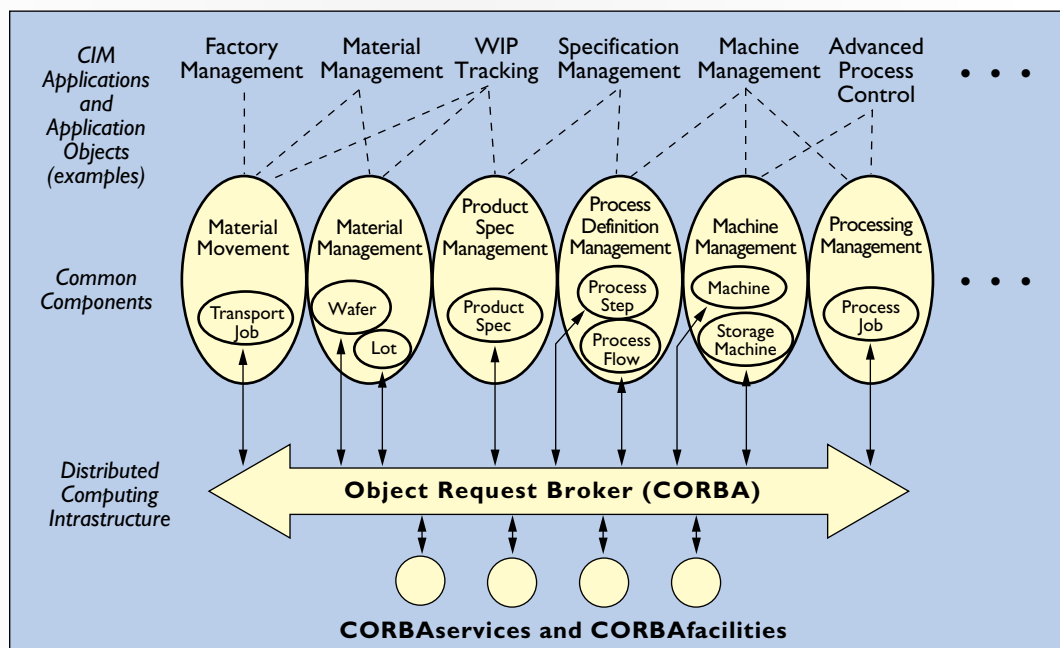 CIM
Applications and
Application
Objects
(examples)
Factory
Management
Material
Management
WIP
Tracking
Specification
Management
Machine
Management
Advanced
Process
Control
• • •
Common
Components
Material
Movement
Transport
Job
Material
Management
Wafer
Lot
Product
Spec
Management
Product
Spec
Process
Definition
Management
Process
Step
Process
Flow
Machine
Management
Machine
Storage
Machine
Processing
Management
Process
Job
• • •
Distributed
Computing
Intrastructure
Object Request Broker (CORBA)
CORBAservices and CORBAfacilities